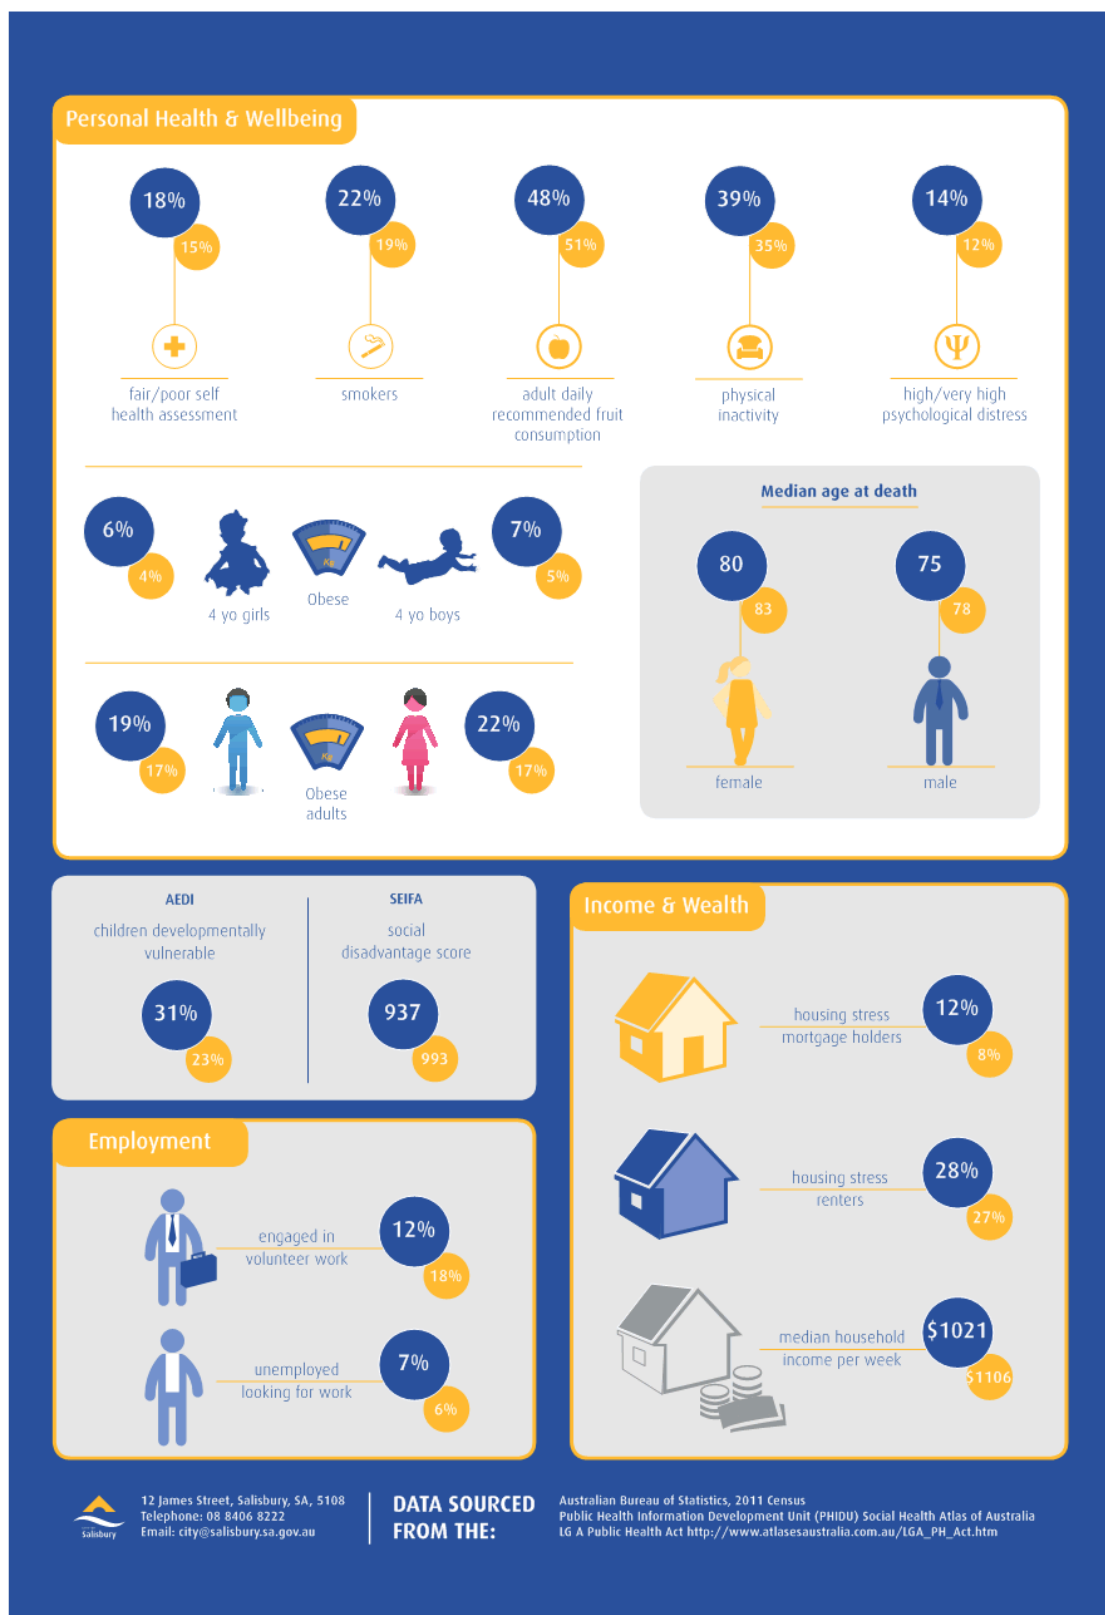 Personal Health & Wellbeing
18%
15%
22%
19%
48%
51%
39%
35%
14%
12%
fair/poor self
health assessment
smokers
adult daily
recommended fruit
consumption
physical
inactivity
high/very high
psychological distress
6%
4%
4 yo girls
Kg
Obese
4 yo boys
7%
5%
Median age at death
80
83
75
78
female
male
19%
17%
Kg
Obese
adults
22%
17%
AEDI
children developmentally
vulnerable
31%
23%
SEIFA
social
disadvantage score
937
993
Income & Wealth
housing stress
mortgage holders
12%
8%
housing stress
renters
28%
27%
median household
income per week
$1021
$1106
Employment
engaged in
volunteer work
12%
18%
unemployed
looking for work
7%
6%
Salisbury
12 James Street, Salisbury, SA, 5108
Telephone: 08 8406 8222
Email: city@salisbury.sa.gov.au
DATA SOURCED
FROM THE:
Australian Bureau of Statistics, 2011 Census
Public Health Information Development Unit (PHIDU) Social Health Atlas of Australia
LG A Public Health Act http://www.atlasesaustralia.com.au/LGA_PH_Act.htm